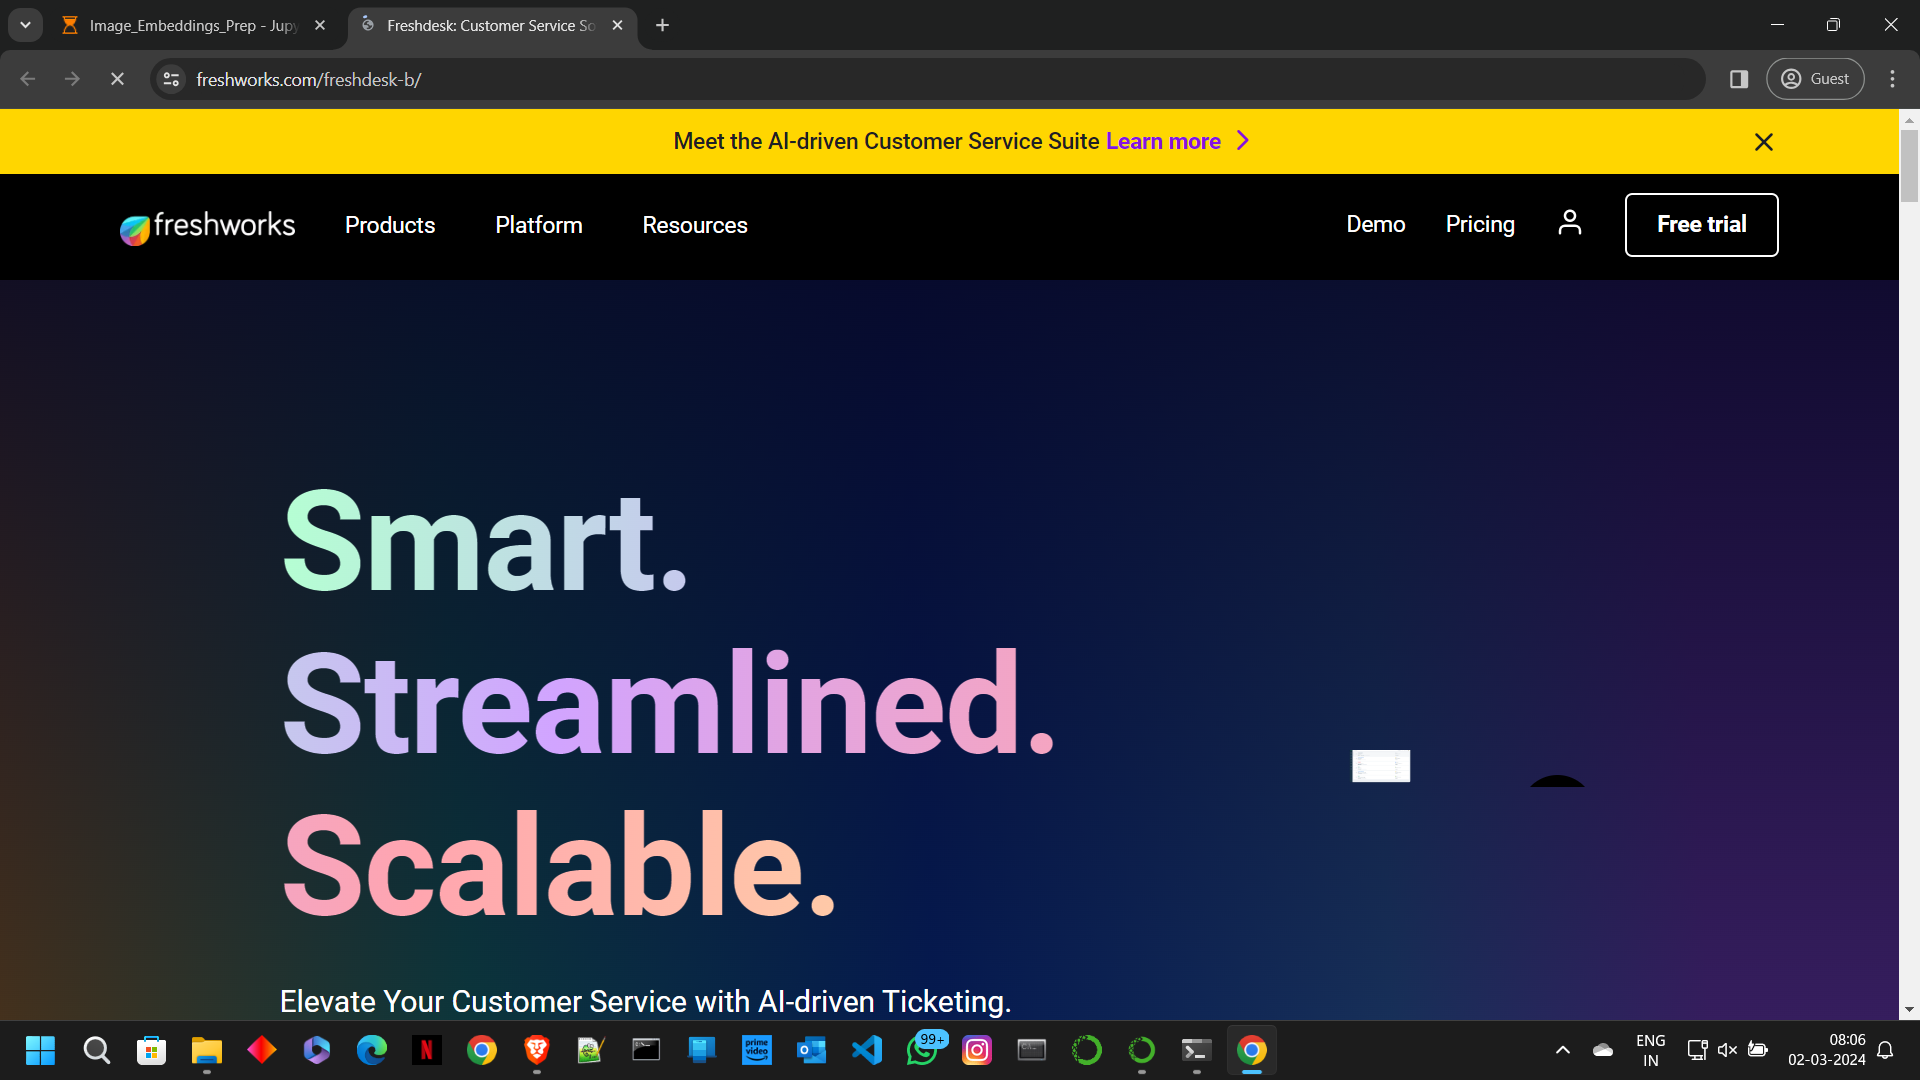 Image_Embeddings_Prep - Jupy
Freshdesk: Customer Service So
freshworks.com/freshdesk-b/
Guest
Meet the AI-driven Customer Service Suite Learn more
freshworks
Products
Platform
Resources
Demo
Pricing
Free trial
Smart.
Streamlined.
Scalable.
Elevate Your Customer Service with AI-driven Ticketing.
N
prime video
99+
ENG
IN
08:06
02-03-2024